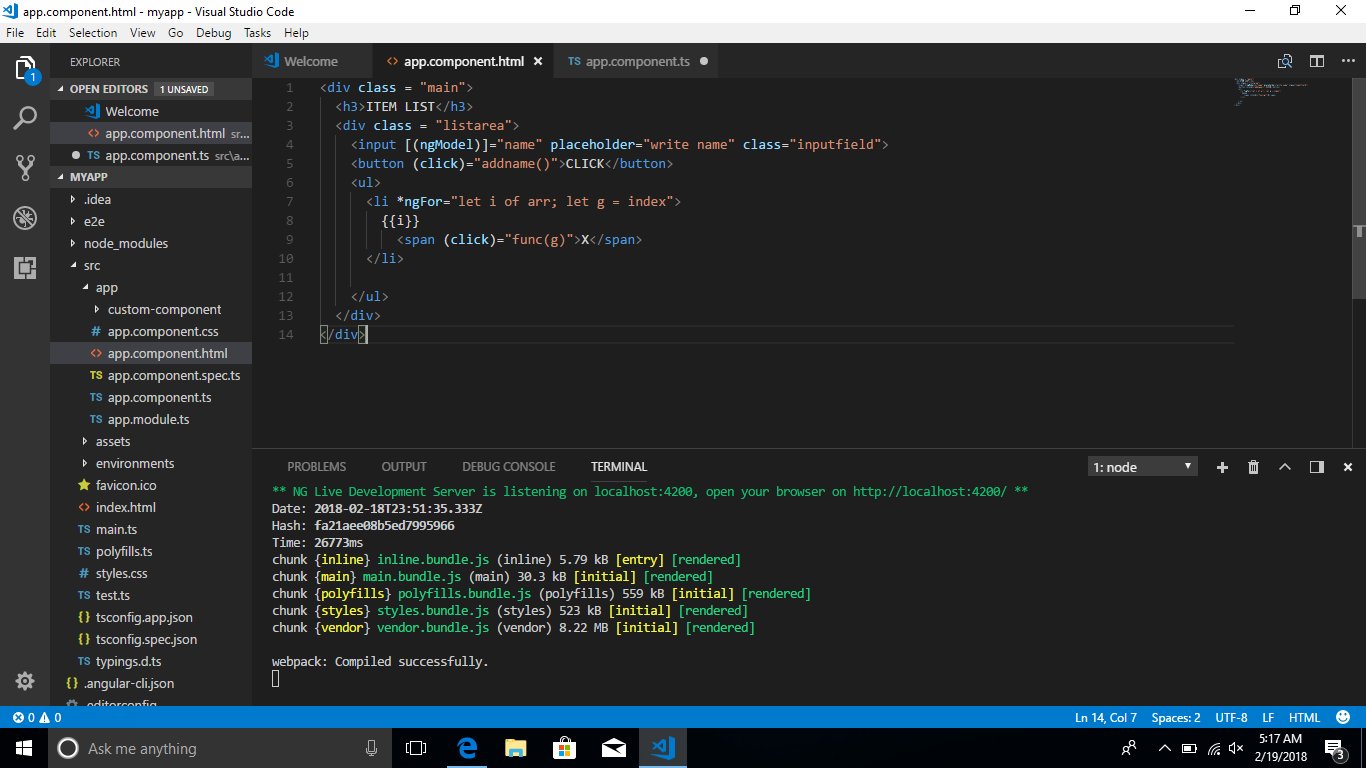 app.component.html - myapp - Visual Studio Code
File Edit Selection View Go Debug Tasks Help
1
EXPLORER
OPEN EDITORS 1 UNSAVED
Welcome
app.component.html sr...
TS app.component.ts src\a...
MYAPP
.idea
e2e
node_modules
src
app
custom-component
# app.component.css
<> app.component.html
TS app.component.spec.ts
TS app.component.ts
TS app.module.ts
assets
environments
favicon.ico
<> index.html
TS main.ts
TS polyfills.ts
# styles.css
TS test.ts
{} tsconfig.app.json
{} tsconfig.spec.json
TS typings.d.ts
{} .angular-cli.json
.editorconfig
Welcome <> app.component.html × TS app.component.ts
1 <div class = "main">
2 <h3>ITEM LIST</h3>
3 <div class = "listarea">
4 <input [(ngModel)]="name" placeholder="write name" class="inputfield">
5 <button (click)="addname()">CLICK</button>
6 <ul>
7 <li *ngFor="let i of arr; let g = index">
8 {{i}}
9 <span (click)="func(g)">X</span>
10 </li>
11
12 </ul>
13 </div>
14 </div>
PROBLEMS OUTPUT DEBUG CONSOLE TERMINAL 1: node
** NG Live Development Server is listening on localhost:4200, open your browser on http://localhost:4200/ **
Date: 2018-02-18T23:51:35.333Z
Hash: fa21aee08b5ed7995966
Time: 26773ms
chunk {inline} inline.bundle.js (inline) 5.79 kB [entry] [rendered]
chunk {main} main.bundle.js (main) 30.3 kB [initial] [rendered]
chunk {polyfills} polyfills.bundle.js (polyfills) 559 kB [initial] [rendered]
chunk {styles} styles.bundle.js (styles) 523 kB [initial] [rendered]
chunk {vendor} vendor.bundle.js (vendor) 8.22 MB [initial] [rendered]
webpack: Compiled successfully.
0 0 Ln 14, Col 7 Spaces: 2 UTF-8 LF HTML
Ask me anything
5:17 AM
2/19/2018
3